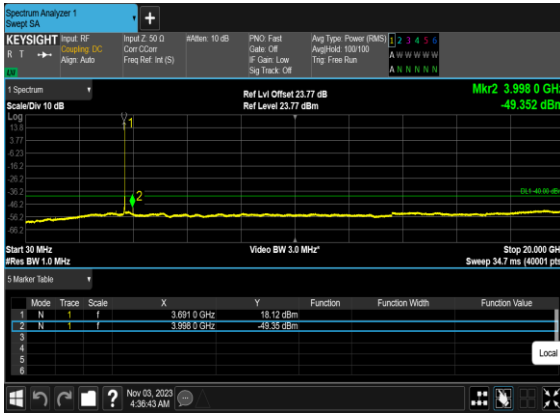 Spectrum Analyzer 1
Swept SA
+
KEYSIGHT Input: RF Input Z: 50 Ω #Atten: 10 dB PNO: Fast Avg Type: Power (RMS) 1 2 3 4 5 6
R T Coupling: DC Corr CCorr Gate: Off Avg|Hold: 100/100 A W W W W W
Align: Auto Freq Ref: Int (S) IF Gain: Low Trig: Free Run
Sig Track: Off A N N N N N
1 Spectrum Ref Lvl Offset 23.77 dB Mkr2 3.998 0 GHz
Scale/Div 10 dB Ref Level 23.77 dBm -49.352 dBm
Log
1
13.8
3.77
-6.23
-16.2
-26.2
-36.2 DL1 -40.00 dBm
2
-46.2
-56.2
-66.2
Start 30 MHz Video BW 3.0 MHz* Stop 20.000 GH
#Res BW 1.0 MHz Sweep 34.7 ms (40001 pts
5 Marker Table
Mode Trace Scale X Y Function Function Width Function Value
1 N 1 f 3.691 0 GHz 18.12 dBm
2 N 1 f 3.998 0 GHz -49.35 dBm
3
4
5
6
Local
? Nov 03, 2023
4:36:43 AM